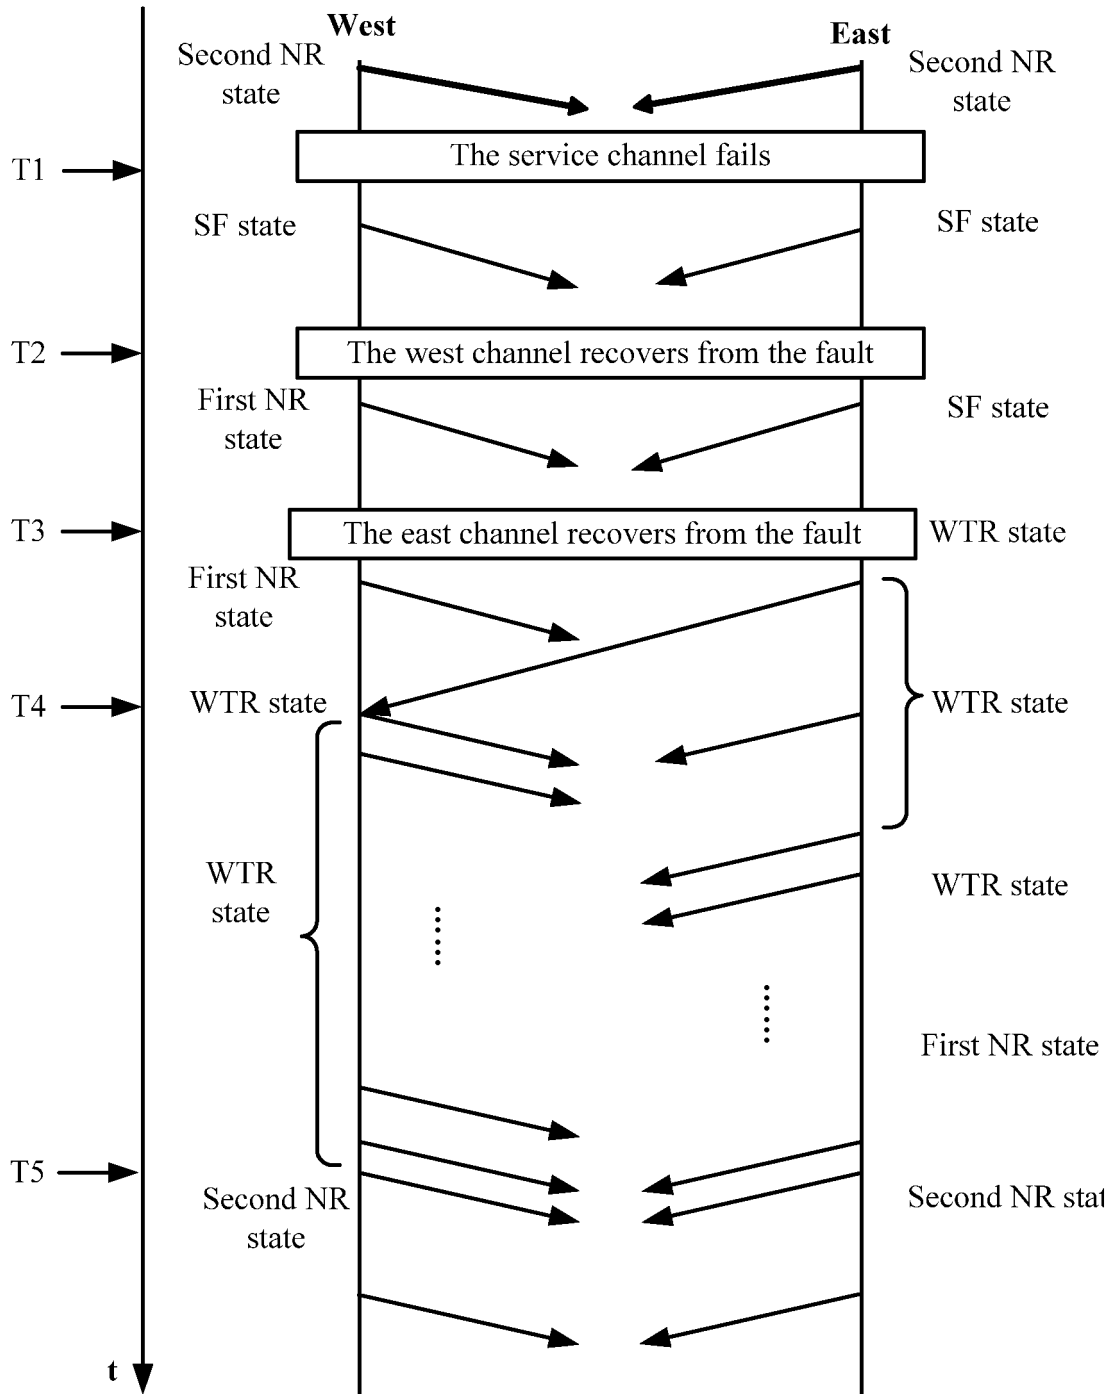 West
East
Second NR
state
Second NR
state
The service channel fails
T1
SF state
SF state
T2
The west channel recovers from the fault
First NR
state
SF state
T3
The east channel recovers from the fault
WTR state
First NR
state
T4
WTR state
WTR state
WTR
state
WTR state
First NR state
T5
Second NR
state
Second NR stat
t